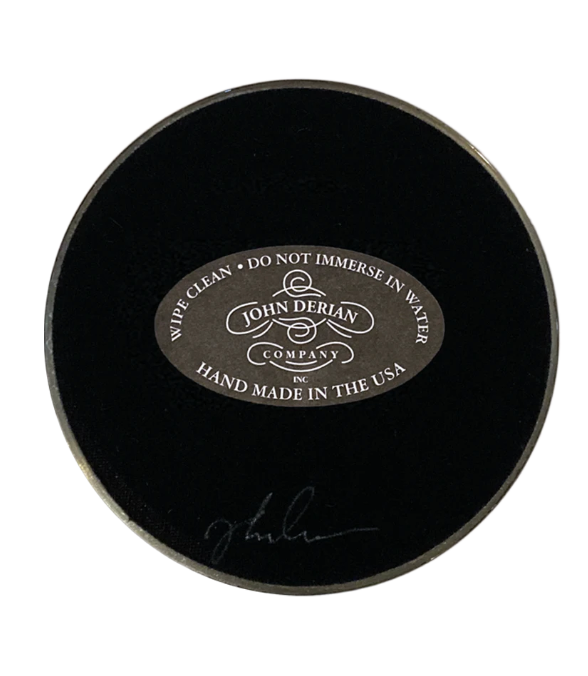 WIPE CLEAN • DO NOT IMMERSE IN WATER
JOHN DERIAN
COMPANY
INC
HAND MADE IN THE USA